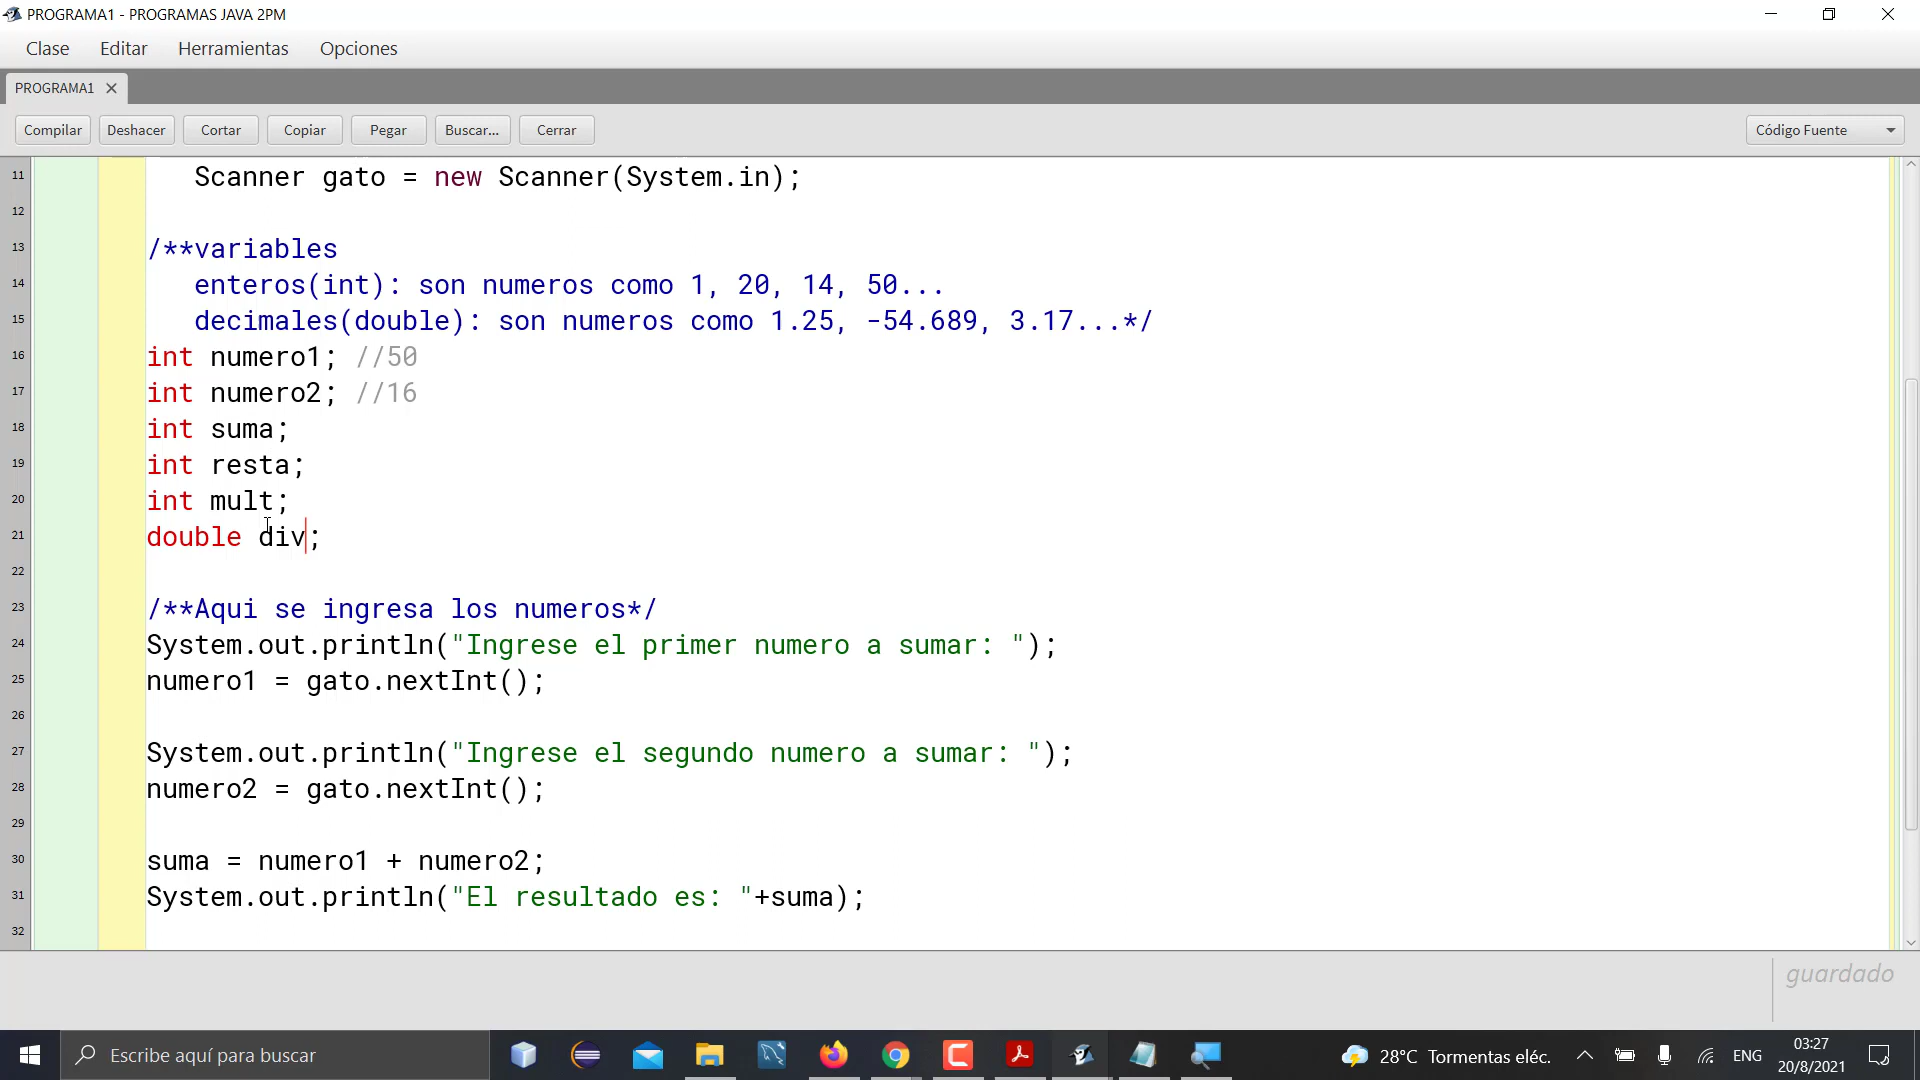 PROGRAMA1 - PROGRAMAS JAVA 2PM
Clase Editar Herramientas Opciones
PROGRAMA1
Compilar Deshacer Cortar Copiar Pegar Buscar... Cerrar Código Fuente
11 Scanner gato = new Scanner(System.in);
12
13 /**variables
14 enteros(int): son numeros como 1, 20, 14, 50...
15 decimales(double): son numeros como 1.25, -54.689, 3.17...*/
16 int numero1; //50
17 int numero2; //16
18 int suma;
19 int resta;
20 int mult;
21 double div;
22
23 /**Aqui se ingresa los numeros*/
24 System.out.println("Ingrese el primer numero a sumar: ");
25 numero1 = gato.nextInt();
26
27 System.out.println("Ingrese el segundo numero a sumar: ");
28 numero2 = gato.nextInt();
29
30 suma = numero1 + numero2;
31 System.out.println("El resultado es: "+suma);
32
guardado
Escribe aquí para buscar 28°C Tormentas eléc. ENG 03:27
20/8/2021